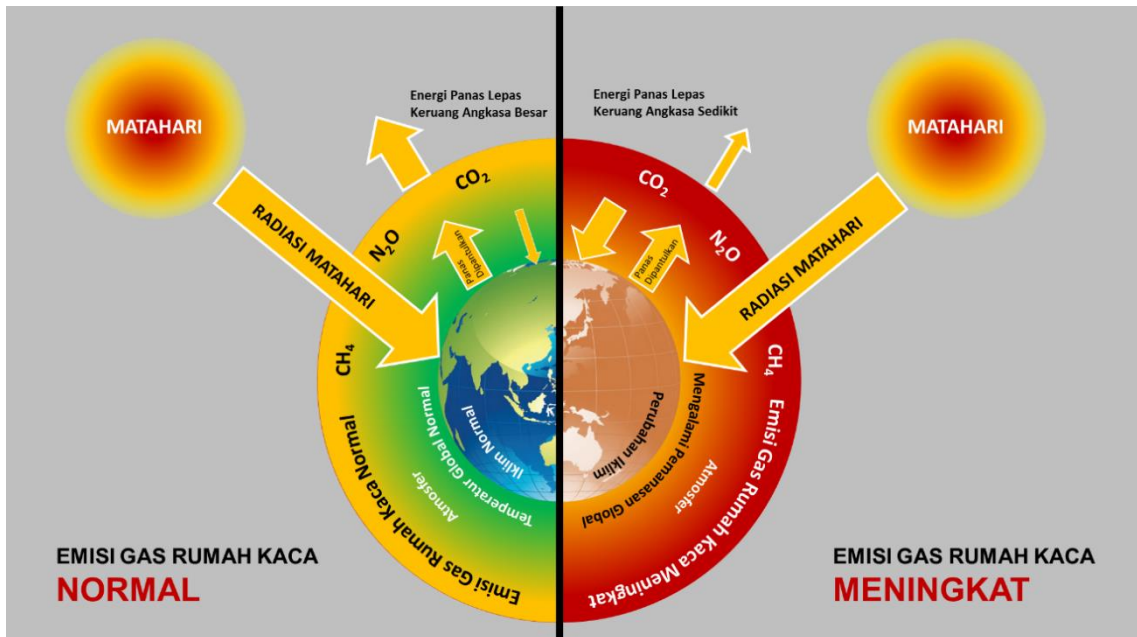 MATAHARI
Energi Panas Lepas
Keruang Angkasa Besar
CO₂
N₂O
CH₄
RADIASI MATAHARI
Panas
Dipantulkan
Iklim Normal
Temperatur Global Normal
Atmosfer
Emisi Gas Rumah Kaca Normal
EMISI GAS RUMAH KACA
NORMAL
Energi Panas Lepas
Keruang Angkasa Sedikit
MATAHARI
CO₂
N₂O
CH₄
RADIASI MATAHARI
Panas
Dipantulkan
Perubahan Iklim
Mengalami Pemanasan Global
Atmosfer
Emisi Gas Rumah Kaca Meningkat
EMISI GAS RUMAH KACA
MENINGKAT